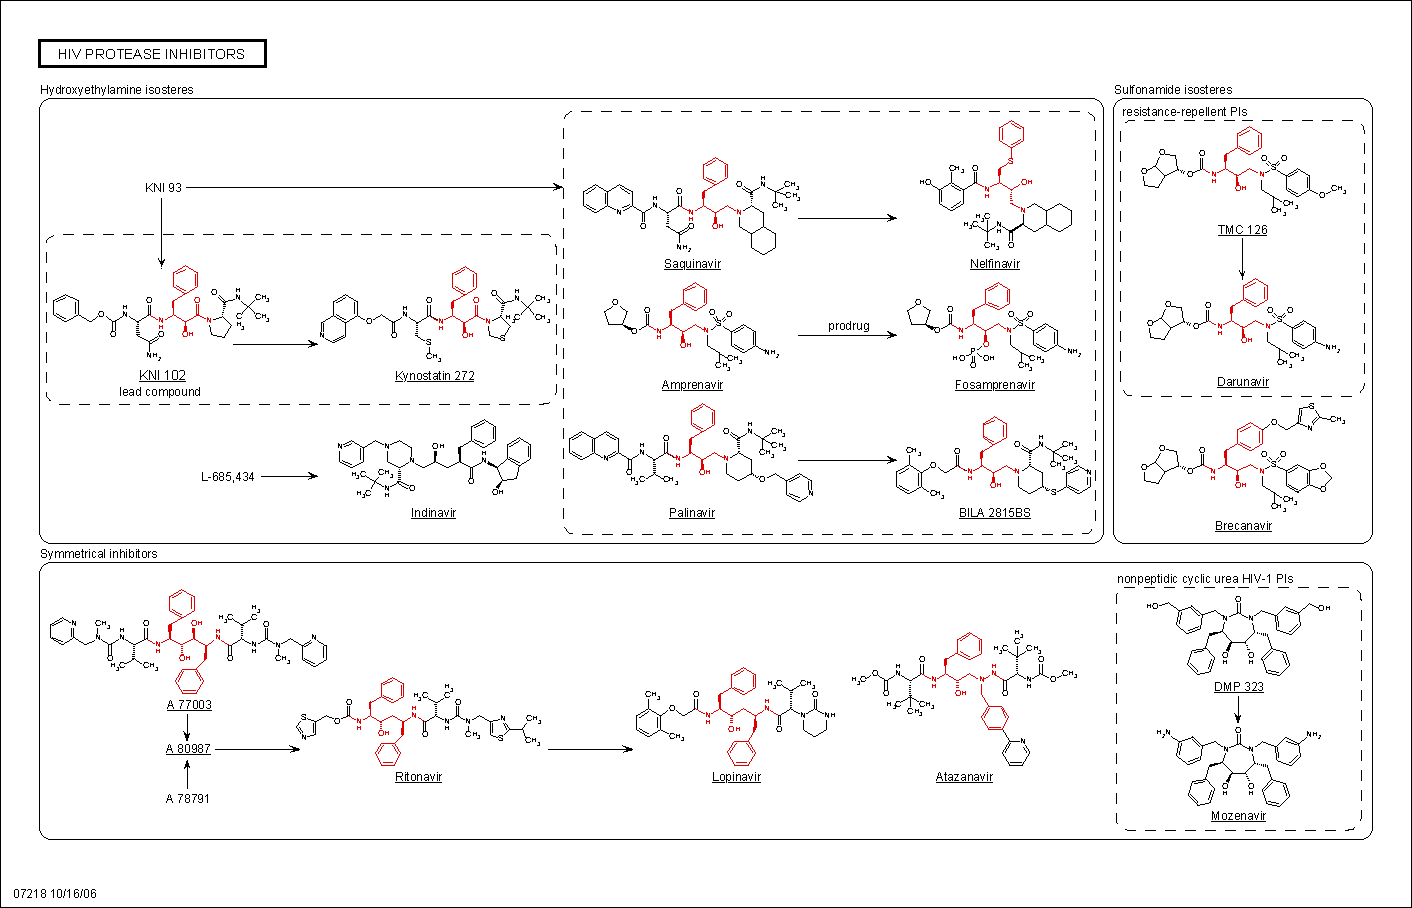 HIV PROTEASE INHIBITORS
Hydroxyethylamine isosteres
Sulfonamide isosteres
resistance-repellent PIs
KNI 93
Saquinavir
Nelfinavir
TMC 126
KNI 102
lead compound
Kynostatin 272
Amprenavir
prodrug
Fosamprenavir
Darunavir
L-685,434
Indinavir
Palinavir
BILA 2815BS
Brecanavir
Symmetrical inhibitors
nonpeptidic cyclic urea HIV-1 PIs
A 77003
DMP 323
A 80987
Ritonavir
Lopinavir
Atazanavir
A 78791
Mozenavir
07218 10/16/06